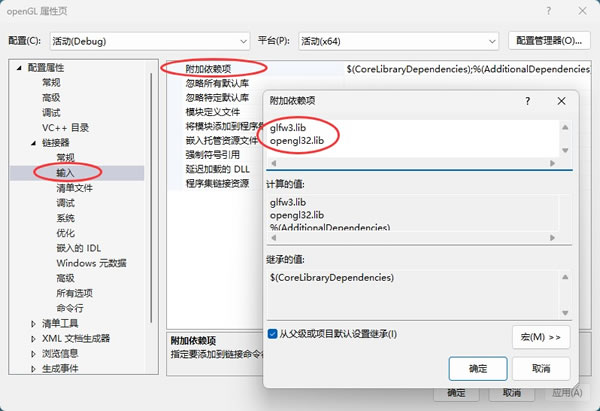 openGL 属性页
配置(C): 活动(Debug) 平台(P): 活动(x64) 配置管理器(O)...
配置属性
常规
高级
调试
VC++ 目录
链接器
常规
输入
清单文件
调试
系统
优化
嵌入的 IDL
Windows 元数据
高级
所有选项
命令行
清单工具
XML 文档生成器
浏览信息
生成事件
附加依赖项 $(CoreLibraryDependencies);%(AdditionalDependencies
忽略所有默认库
忽略特定默认库
模块定义文件
将模块添加到程序集
嵌入托管资源文件
强制符号引用
延迟加载的 DLL
程序集链接资源
附加依赖项
指定要添加到链接命令
附加依赖项
glfw3.lib
opengl32.lib
计算的值:
glfw3.lib
opengl32.lib
%(AdditionalDependencies)
继承的值:
$(CoreLibraryDependencies)
从父级或项目默认设置继承(I)
宏(M) >>
确定 取消
确定 取消 应用(A)